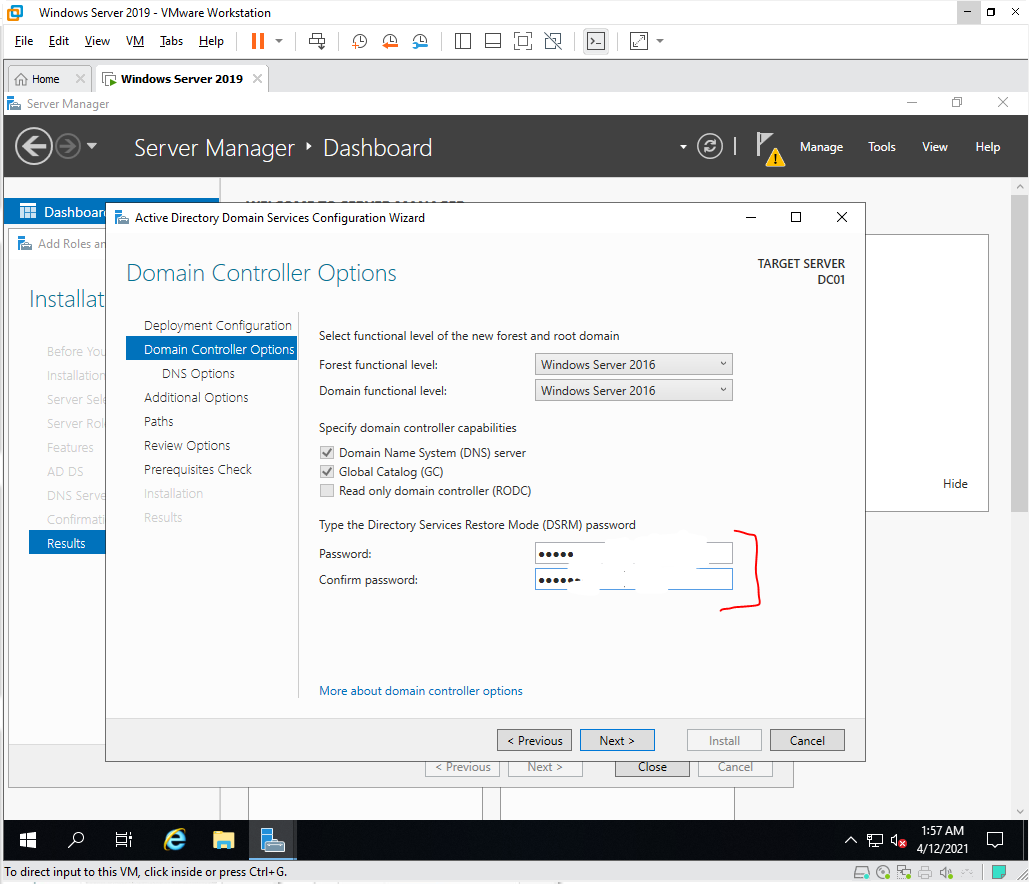 Windows Server 2019 - VMware Workstation
File Edit View VM Tabs Help
Home
Windows Server 2019
Server Manager
Server Manager Dashboard
Manage Tools View Help
Dashboar
Active Directory Domain Services Configuration Wizard
Add Roles an
Domain Controller Options
TARGET SERVER
DC01
Installat
Before You
Installation
Server Sele
Server Rol
Features
AD DS
DNS Serve
Confirmati
Results
Deployment Configuration
Domain Controller Options
DNS Options
Additional Options
Paths
Review Options
Prerequisites Check
Installation
Results
Select functional level of the new forest and root domain
Forest functional level: Windows Server 2016
Domain functional level: Windows Server 2016
Specify domain controller capabilities
Domain Name System (DNS) server
Global Catalog (GC)
Read only domain controller (RODC)
Type the Directory Services Restore Mode (DSRM) password
Password:
Confirm password:
More about domain controller options
Hide
< Previous Next > Install Cancel
< Previous Next > Close Cancel
1:57 AM
4/12/2021
To direct input to this VM, click inside or press Ctrl+G.